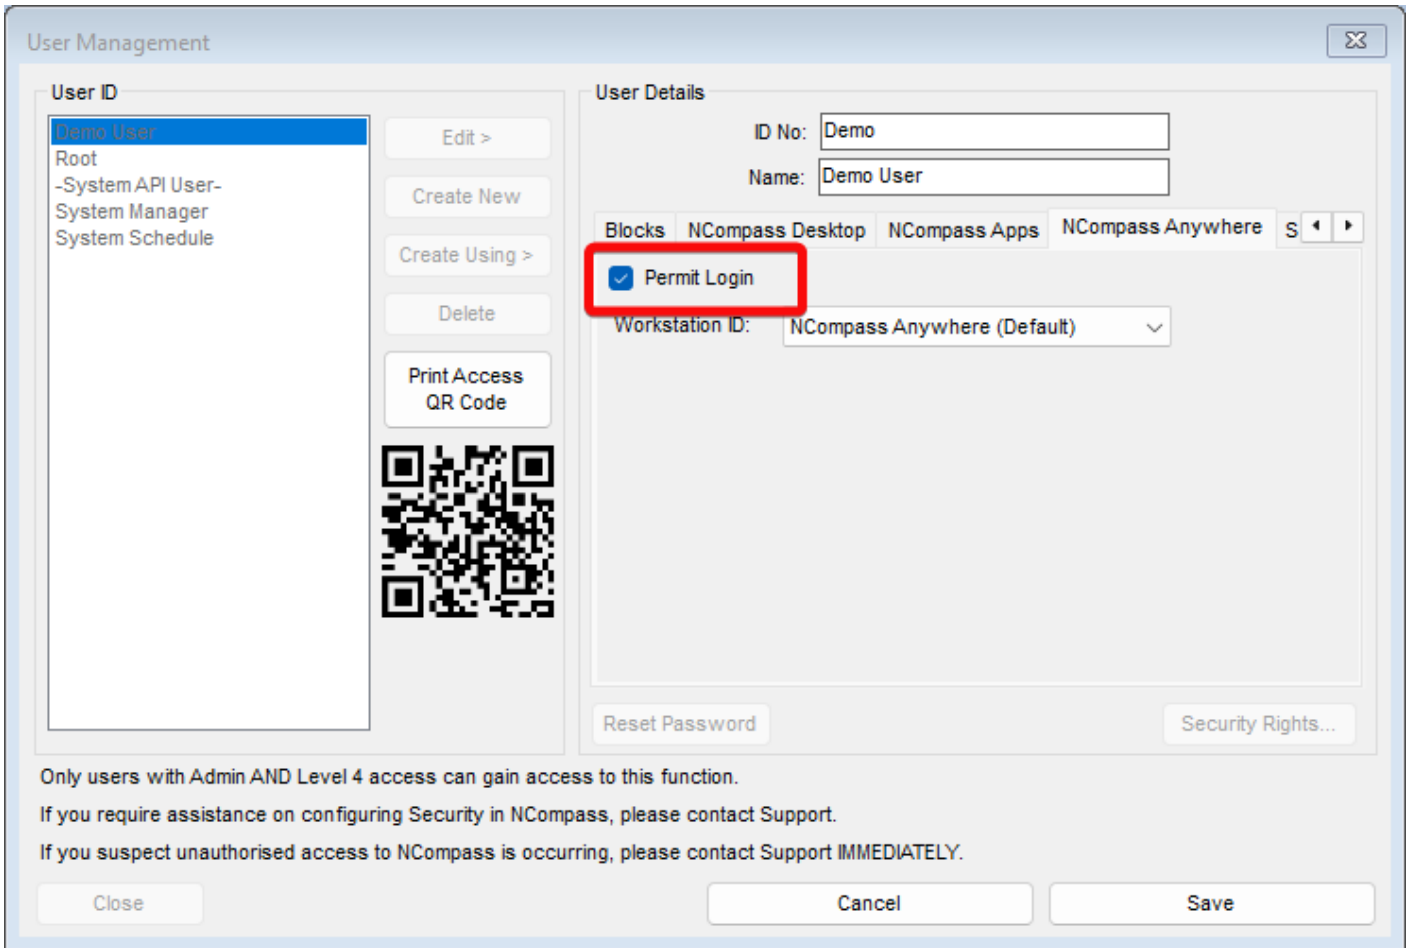 User Management
User ID
Demo User
Root
-System API User-
System Manager
System Schedule
Edit >
Create New
Create Using >
Delete
Print Access
QR Code
User Details
ID No: Demo
Name: Demo User
Blocks NCompass Desktop NCompass Apps NCompass Anywhere S
Permit Login
Workstation ID: NCompass Anywhere (Default)
Reset Password Security Rights...
Only users with Admin AND Level 4 access can gain access to this function.
If you require assistance on configuring Security in NCompass, please contact Support.
If you suspect unauthorised access to NCompass is occurring, please contact Support IMMEDIATELY.
Close Cancel Save